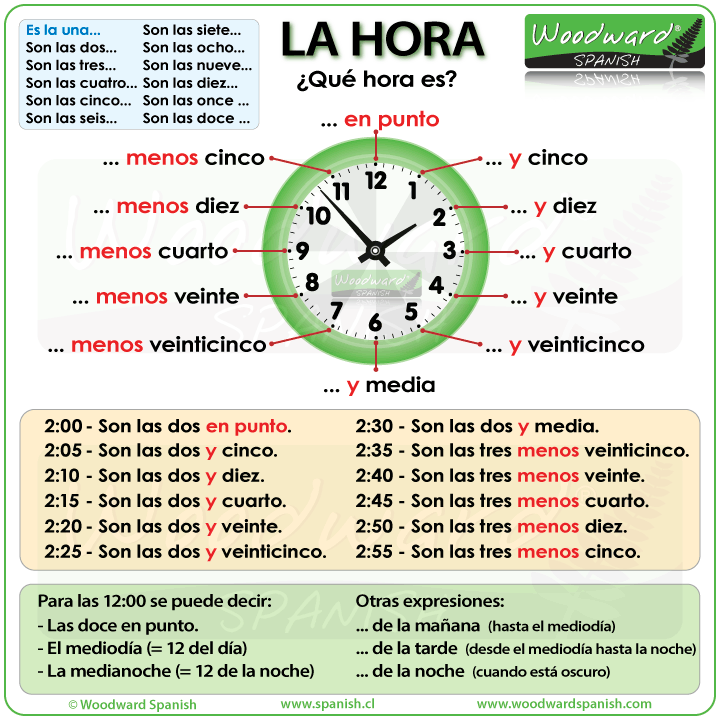 Es la una...
Son las dos...
Son las tres...
Son las cuatro...
Son las cinco...
Son las seis...
Son las siete...
Son las ocho...
Son las nueve...
Son las diez...
Son las once ...
Son las doce ...
LA HORA
¿Qué hora es?
Woodward®
SPANISH
... en punto
... menos cinco
... y cinco
... menos diez
... y diez
... menos cuarto
... y cuarto
... menos veinte
... y veinte
... menos veinticinco
... y veinticinco
... y media
12
1
2
3
4
5
6
7
8
9
10
11
Woodward
SPANISH
2:00 - Son las dos en punto.
2:05 - Son las dos y cinco.
2:10 - Son las dos y diez.
2:15 - Son las dos y cuarto.
2:20 - Son las dos y veinte.
2:25 - Son las dos y veinticinco.
2:30 - Son las dos y media.
2:35 - Son las tres menos veinticinco.
2:40 - Son las tres menos veinte.
2:45 - Son las tres menos cuarto.
2:50 - Son las tres menos diez.
2:55 - Son las tres menos cinco.
Para las 12:00 se puede decir:
- Las doce en punto.
- El mediodía (= 12 del día)
- La medianoche (= 12 de la noche)
Otras expresiones:
... de la mañana (hasta el mediodía)
... de la tarde (desde el mediodía hasta la noche)
... de la noche (cuando está oscuro)
© Woodward Spanish
www.spanish.cl
www.woodwardspanish.com